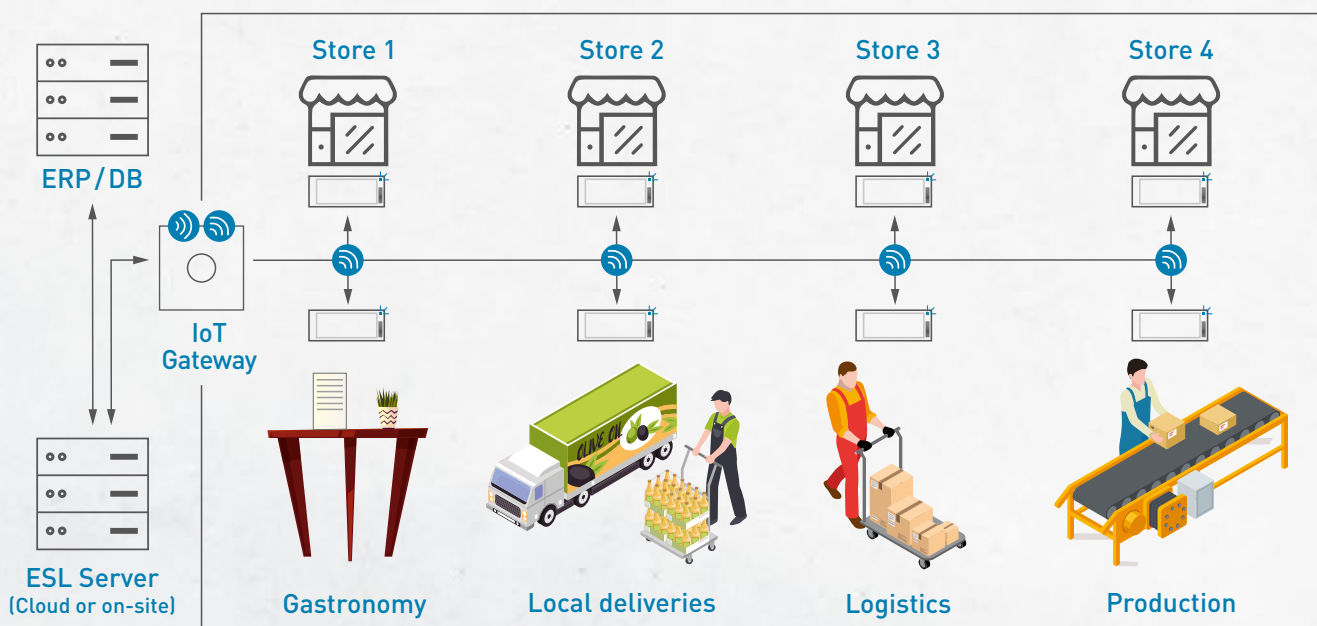 Store 1
Store 2
Store 3
Store 4
ERP / DB
IoT
Gateway
OLIVE OIL
ESL Server
(Cloud or on-site)
Gastronomy
Local deliveries
Logistics
Production